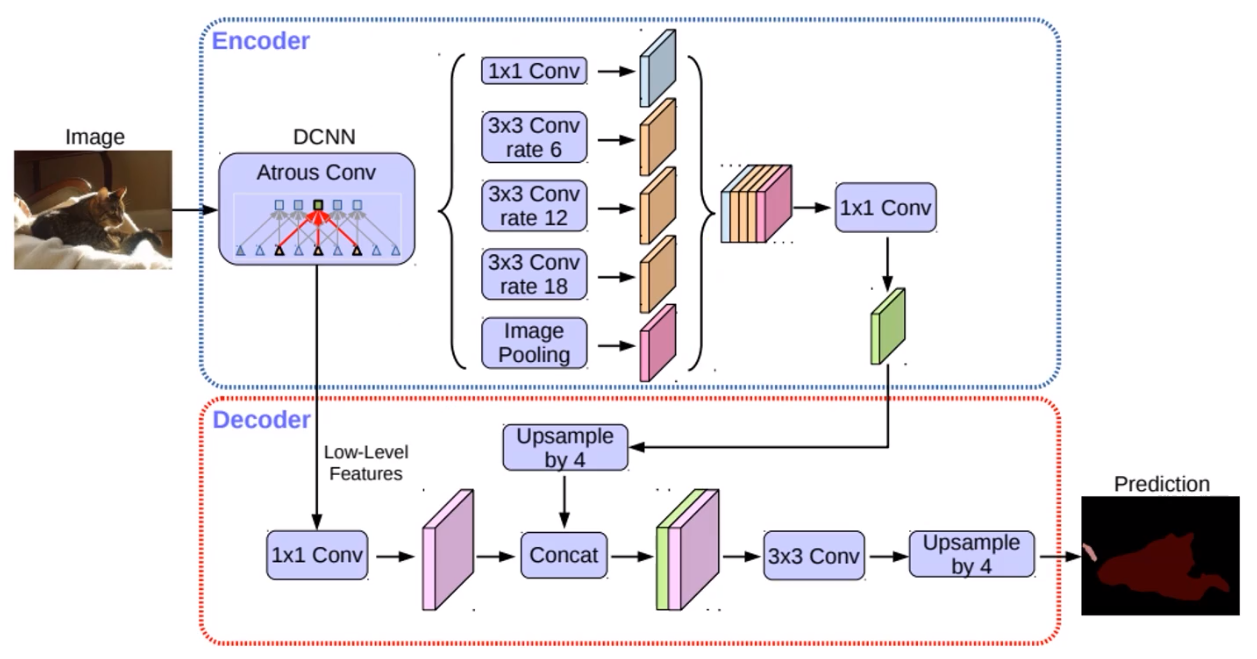 Encoder
Image
DCNN
Atrous Conv
1x1 Conv
3x3 Conv
rate 6
3x3 Conv
rate 12
3x3 Conv
rate 18
Image
Pooling
1x1 Conv
Decoder
Low-Level
Features
Upsample
by 4
1x1 Conv
Concat
3x3 Conv
Upsample
by 4
Prediction